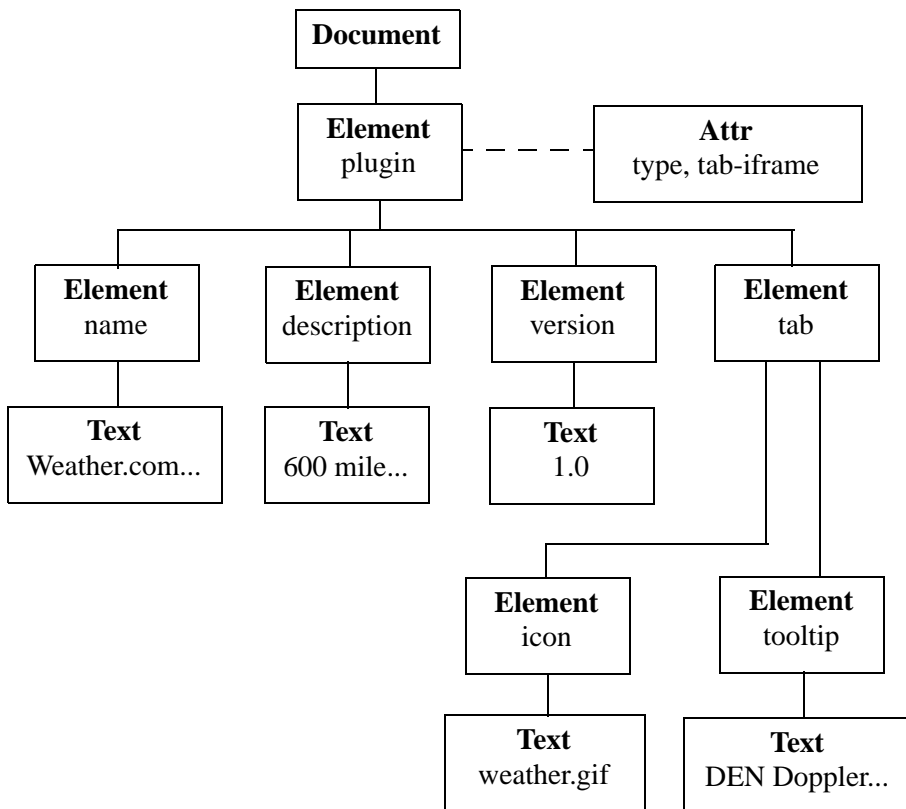 Document
Element
plugin
Attr
type, tab-iframe
Element
name
Element
description
Element
version
Element
tab
Text
Weather.com...
Text
600 mile...
Text
1.0
Element
icon
Element
tooltip
Text
weather.gif
Text
DEN Doppler...